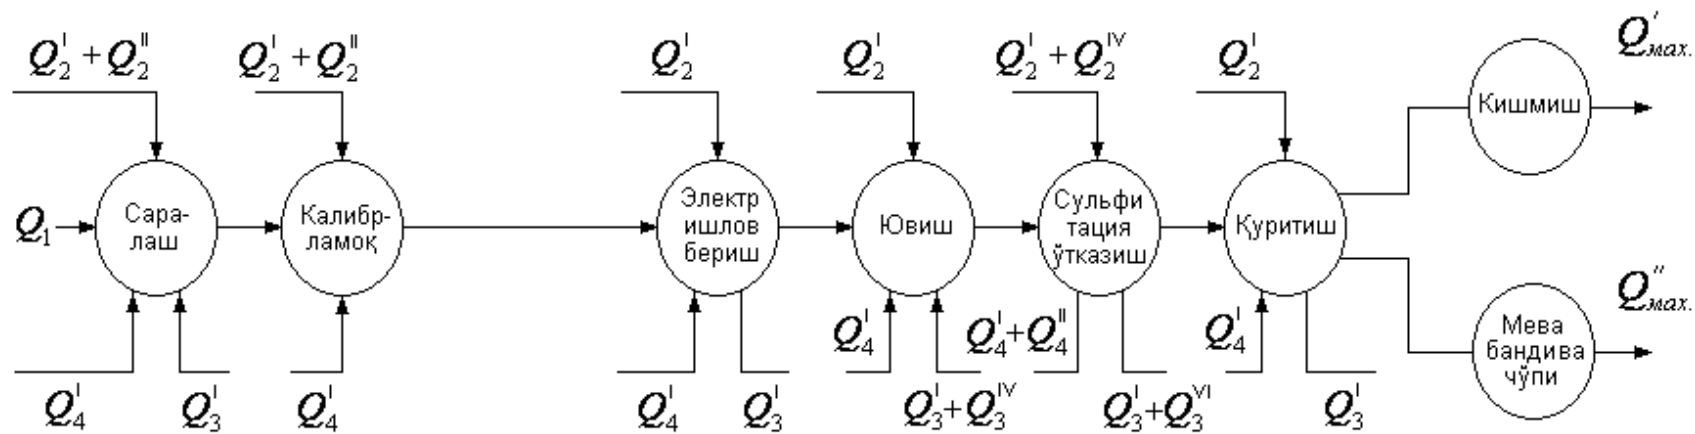 Q₂ᴵ + Q₂ᴵᴵ
Q₂ᴵ + Q₂ᴵᴵ
Q₂ᴵ
Q₂ᴵ
Q₂ᴵ + Q₂ᴵⱽ
Q₂ᴵ
Q′мах.
Q₁
Сара-
лаш
Калибр-
ламоқ
Электр
ишлов
бериш
Ювиш
Сульфи
тация
ўтказиш
Қуритиш
Кишмиш
Мева
бандива
чўпи
Q″мах.
Q₄ᴵ
Q₃ᴵ
Q₄ᴵ
Q₄ᴵ
Q₃ᴵ
Q₄ᴵ
Q₃ᴵ+Q₃ᴵⱽ
Q₄ᴵ+Q₄ᴵᴵ
Q₃ᴵ+Q₃ⱽᴵ
Q₄ᴵ
Q₃ᴵ